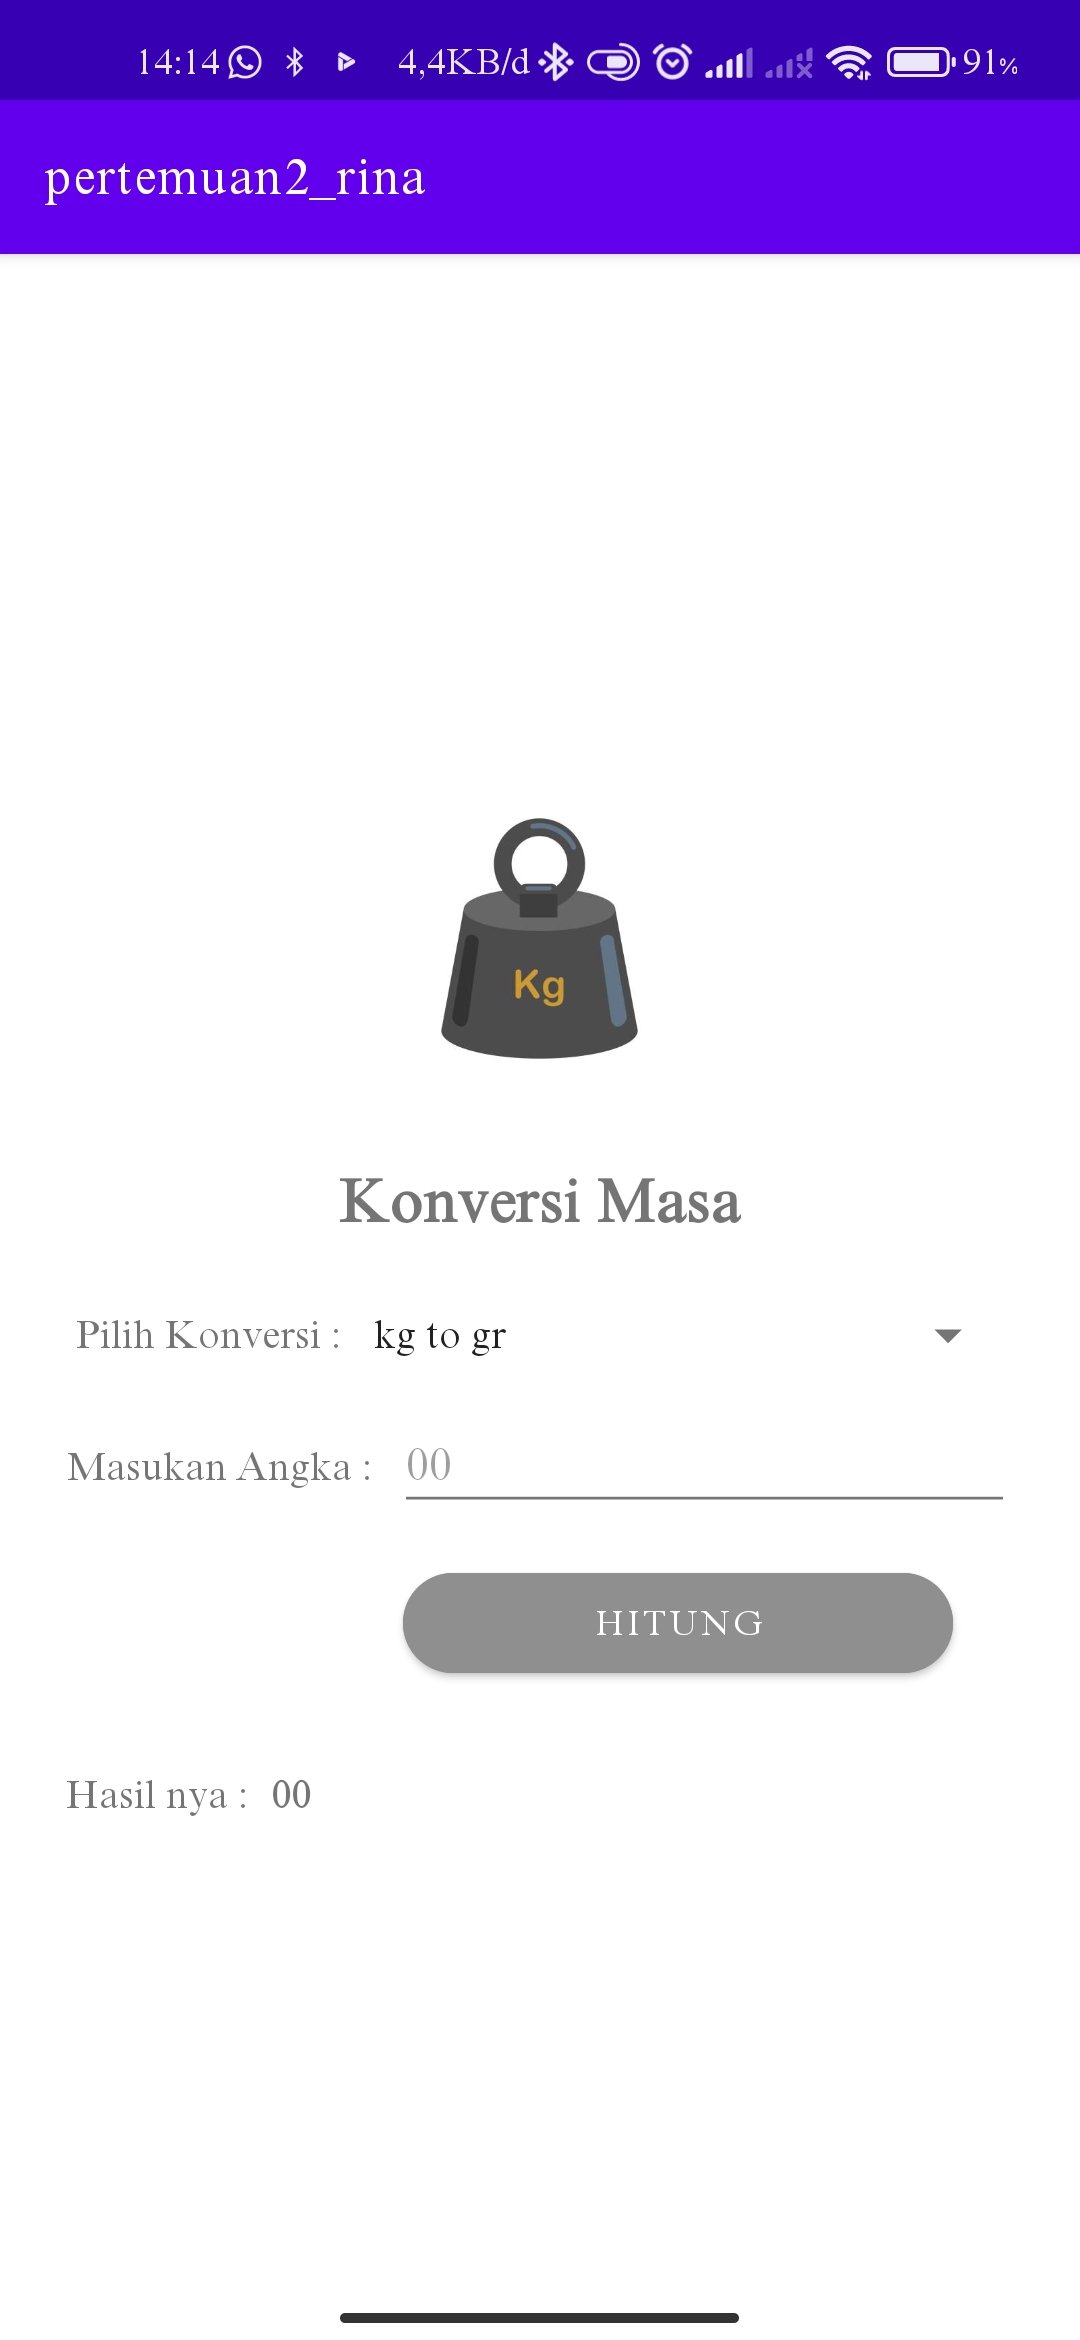 14:14 4,4KB/d 91%
pertemuan2_rina
Kg
Konversi Masa
Pilih Konversi : kg to gr
Masukan Angka : 00
HITUNG
Hasil nya : 00